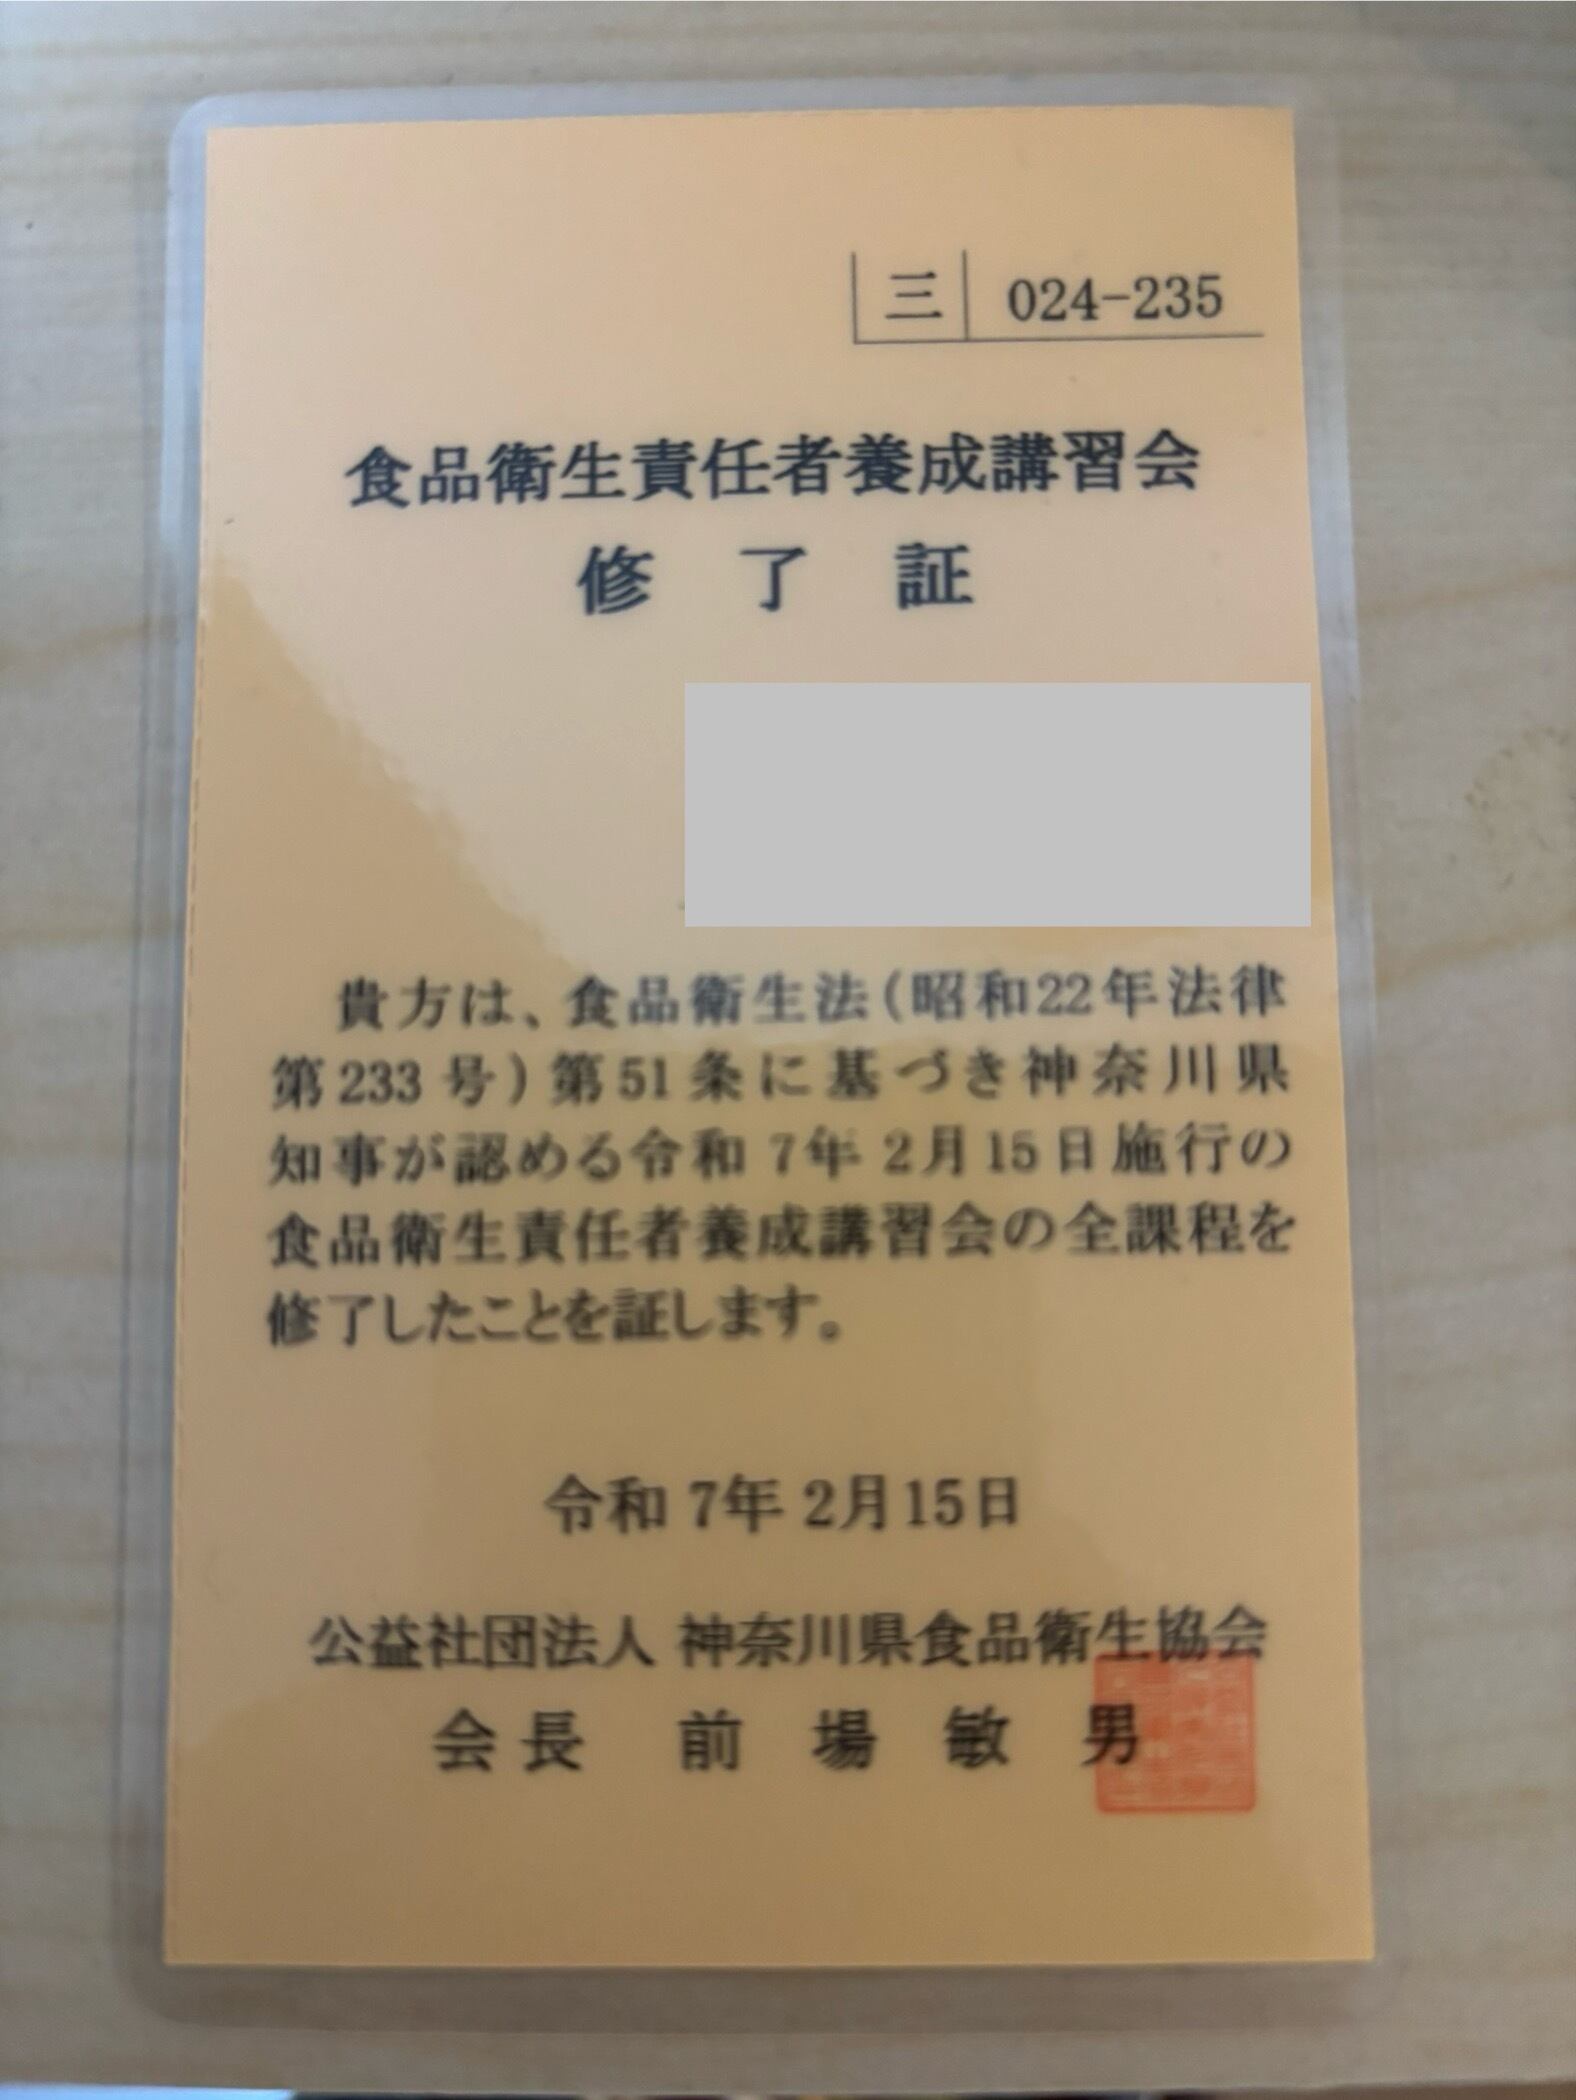 三 024-235
食品衛生責任者養成講習会
修了証
貴方は、食品衛生法(昭和22年法律
第233号)第51条に基づき神奈川県
知事が認める令和7年2月15日施行の
食品衛生責任者養成講習会の全課程を
修了したことを証します。
令和7年2月15日
公益社団法人 神奈川県食品衛生協会
会長 前場敏男